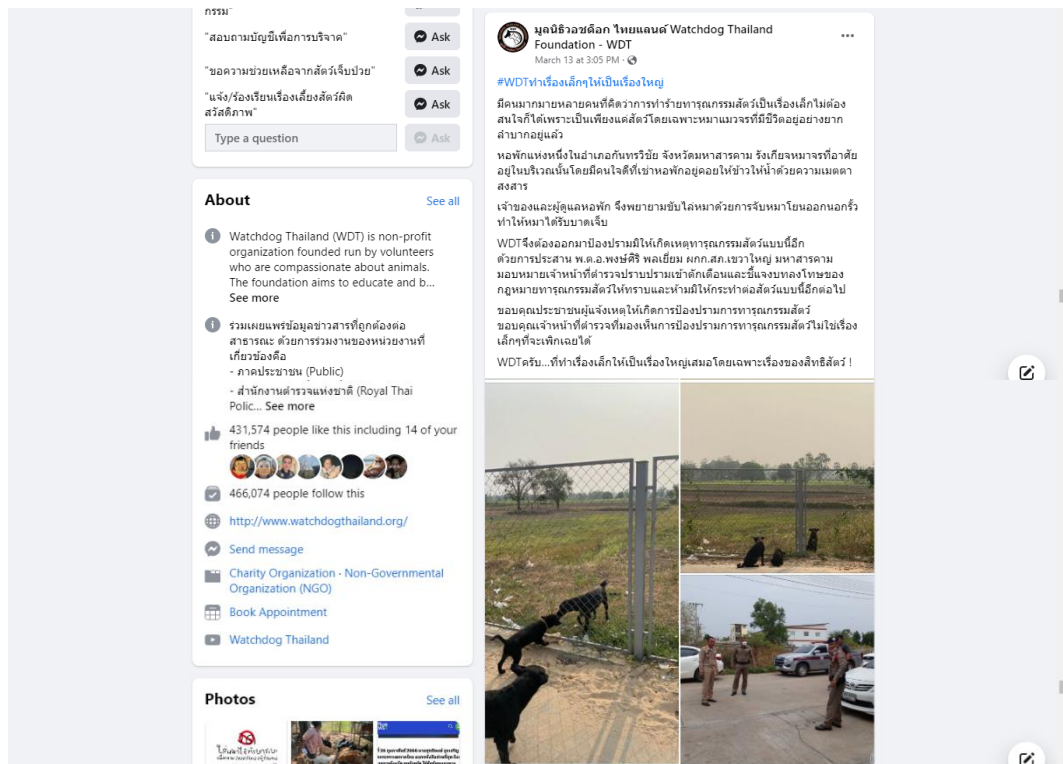 กรรม"
"สอบถามบัญชีเพื่อการบริจาค"
Ask
"ขอความช่วยเหลือจากสัตว์เจ็บป่วย"
Ask
"แจ้ง/ร้องเรียนเรื่องเลี้ยงสัตว์ผิด
สวัสดิภาพ"
Ask
Type a question
Ask
About
See all
Watchdog Thailand (WDT) is non-profit
organization founded run by volunteers
who are compassionate about animals.
The foundation aims to educate and b...
See more
ร่วมเผยแพร่ข้อมูลข่าวสารที่ถูกต้องต่อ
สาธารณะ ด้วยการร่วมงานของหน่วยงานที่
เกี่ยวข้องคือ
- ภาคประชาชน (Public)
- สำนักงานตำรวจแห่งชาติ (Royal Thai
Polic... See more
431,574 people like this including 14 of your
friends
466,074 people follow this
http://www.watchdogthailand.org/
Send message
Charity Organization · Non-Governmental
Organization (NGO)
Book Appointment
Watchdog Thailand
Photos
See all
มูลนิธิวอชด็อก ไทยแลนด์ Watchdog Thailand
Foundation - WDT
March 13 at 3:05 PM ·
#WDTทำเรื่องเล็กๆให้เป็นเรื่องใหญ่
มีคนมากมายหลายคนที่คิดว่าการทำร้ายทารุณกรรมสัตว์เป็นเรื่องเล็กไม่ต้อง
สนใจก็ได้เพราะเป็นเพียงแค่สัตว์โดยเฉพาะหมาแมวจรที่มีชีวิตอยู่อย่างยาก
ลำบากอยู่แล้ว
หอพักแห่งหนึ่งในอำเภอกันทรวิชัย จังหวัดมหาสารคาม รังเกียจหมาจรที่อาศัย
อยู่ในบริเวณนั้นโดยมีคนใจดีที่เช่าหอพักอยู่คอยให้ข้าวให้น้ำด้วยความเมตตา
สงสาร
เจ้าของและผู้ดูแลหอพัก จึงพยายามขับไล่หมาด้วยการจับหมาโยนออกนอกรั้ว
ทำให้หมาได้รับบาดเจ็บ
WDTจึงต้องออกมาป้องปรามมิให้เกิดเหตุทารุณกรรมสัตว์แบบนี้อีก
ด้วยการประสาน พ.ต.อ.พงษ์ศิริ พลเยี่ยม ผกก.สภ.เขวาใหญ่ มหาสารคาม
มอบหมายเจ้าหน้าที่ตำรวจปราบปรามเข้าตักเตือนและชี้แจงบทลงโทษของ
กฎหมายทารุณกรรมสัตว์ให้ทราบและห้ามมิให้กระทำต่อสัตว์แบบนี้อีกต่อไป
ขอบคุณประชาชนผู้แจ้งเหตุให้เกิดการป้องปรามการทารุณกรรมสัตว์
ขอบคุณเจ้าหน้าที่ตำรวจที่มองเห็นการป้องปรามการทารุณกรรมสัตว์ไม่ใช่เรื่อง
เล็กๆที่จะเพิกเฉยได้
WDTครับ...ที่ทำเรื่องเล็กให้เป็นเรื่องใหญ่เสมอโดยเฉพาะเรื่องของสิทธิสัตว์ !